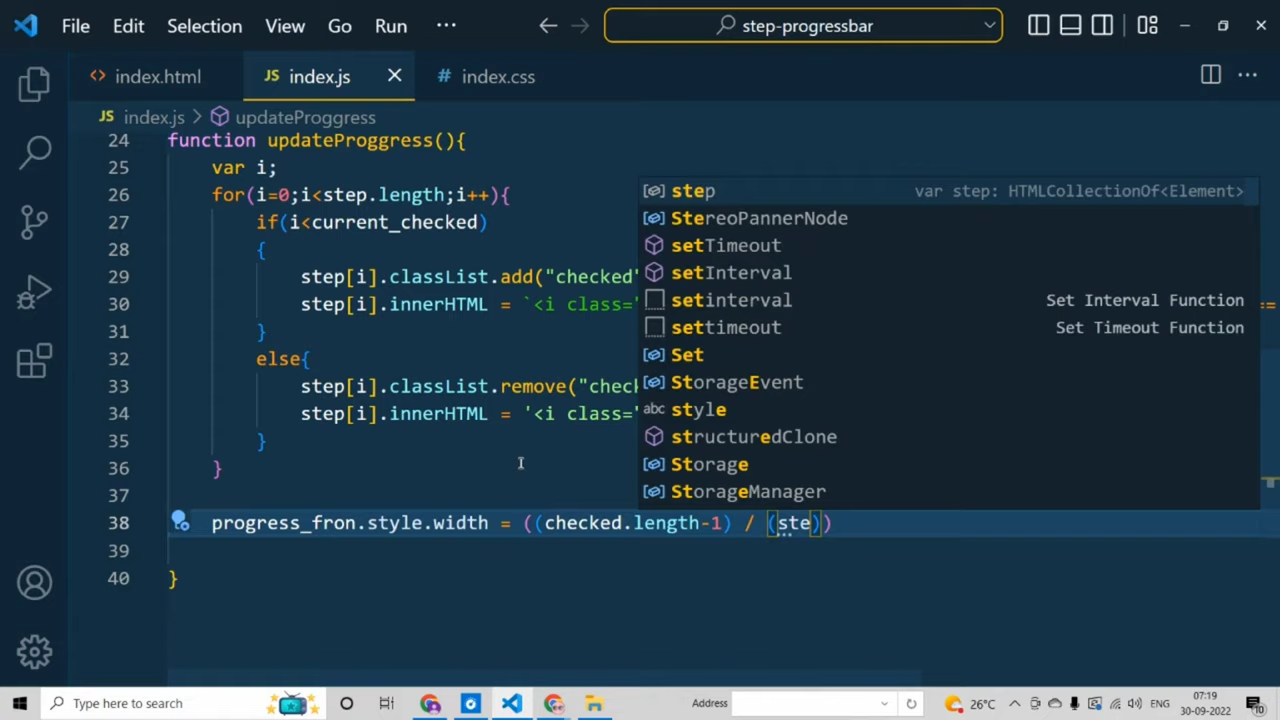 File Edit Selection View Go Run ··· step-progressbar
index.html JS index.js # index.css
JS index.js > updateProggress
24 function updateProggress(){
25 var i;
26 for(i=0;i<step.length;i++){
27 if(i<current_checked)
28 {
29 step[i].classList.add("checked"
30 step[i].innerHTML = `<i class="
31 }
32 else{
33 step[i].classList.remove("chec
34 step[i].innerHTML = '<i class="
35 }
36 }
37
38 progress_fron.style.width = ((checked.length-1) / (ste))
39
40 }
step var step: HTMLCollectionOf<Element>
StereoPannerNode
setTimeout
setInterval
setinterval Set Interval Function
settimeout Set Timeout Function
Set
StorageEvent
abc style
structuredClone
Storage
StorageManager
Type here to search Address 26°C ENG 07:19 30-09-2022 10